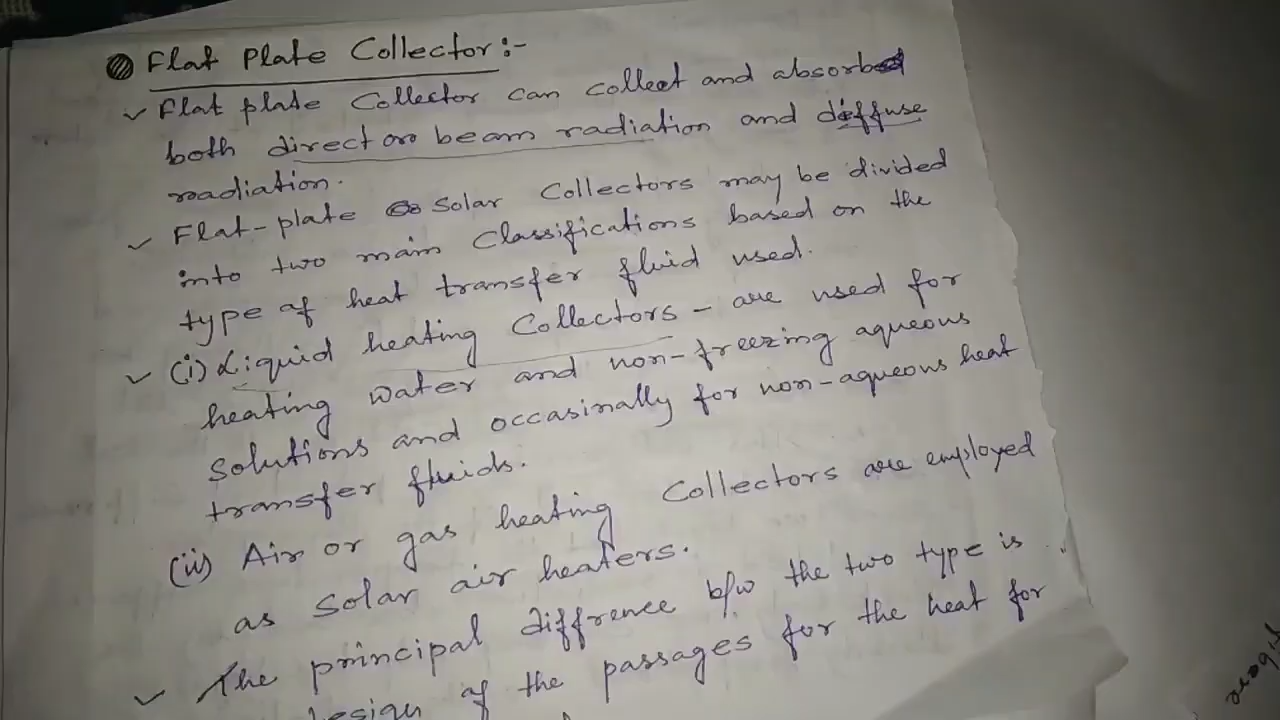 Flat Plate Collector:-
✓ Flat plate Collector can collect and absorb
both direct or beam radiation and diffuse
radiation.
✓ Flat-plate Solar Collectors may be divided
into two main Classifications based on the
type of heat transfer fluid used.
✓ (i) Liquid heating Collectors - are used for
heating water and non-freezing aqueous
solutions and occasinally for non-aqueous heat
transfer fluids.
(ii) Air or gas heating Collectors are employed
as Solar air heaters.
✓ The principal diffrence b/w the two type is
design of the passages for the heat for